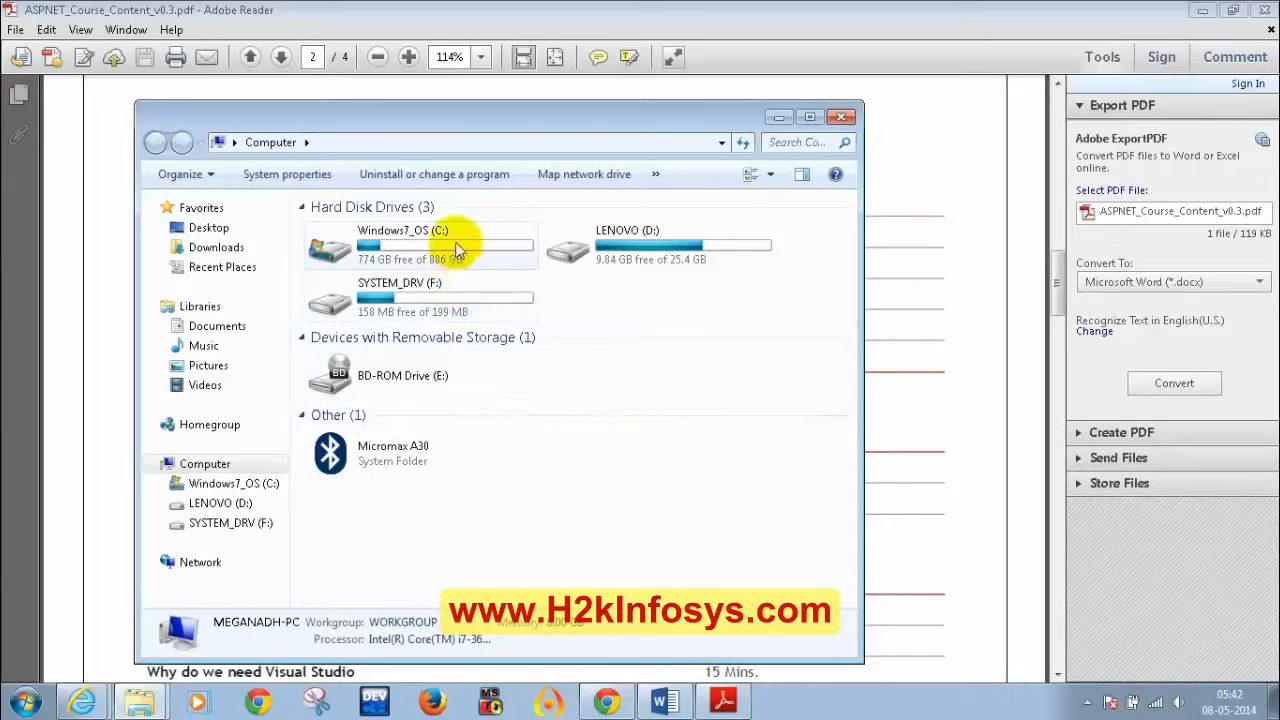 ASPNET_Course_Content_v0.3.pdf - Adobe Reader
File Edit View Window Help
2 / 4 114% Tools Sign Comment
Sign In
Export PDF
Adobe ExportPDF
Convert PDF files to Word or Excel
online.
Select PDF File:
ASPNET_Course_Content_v0.3.pdf
1 file / 119 KB
Convert To:
Microsoft Word (*.docx)
Recognize Text in English(U.S.)
Change
Convert
Create PDF
Send Files
Store Files
Computer
Search Co...
Organize System properties Uninstall or change a program Map network drive »
Favorites
Desktop
Downloads
Recent Places
Libraries
Documents
Music
Pictures
Videos
Homegroup
Computer
Windows7_OS (C:)
LENOVO (D:)
SYSTEM_DRV (F:)
Network
Hard Disk Drives (3)
Windows7_OS (C:)
774 GB free of 886 GB
LENOVO (D:)
9.84 GB free of 25.4 GB
SYSTEM_DRV (F:)
158 MB free of 199 MB
Devices with Removable Storage (1)
BD
BD-ROM Drive (E:)
Other (1)
Micromax A30
System Folder
www.H2kInfosys.com
MEGANADH-PC Workgroup: WORKGROUP Memory: 8.00 GB
Processor: Intel(R) Core(TM) i7-36...
Why do we need Visual Studio 15 Mins.
DEV
MS
05:42
08-05-2014